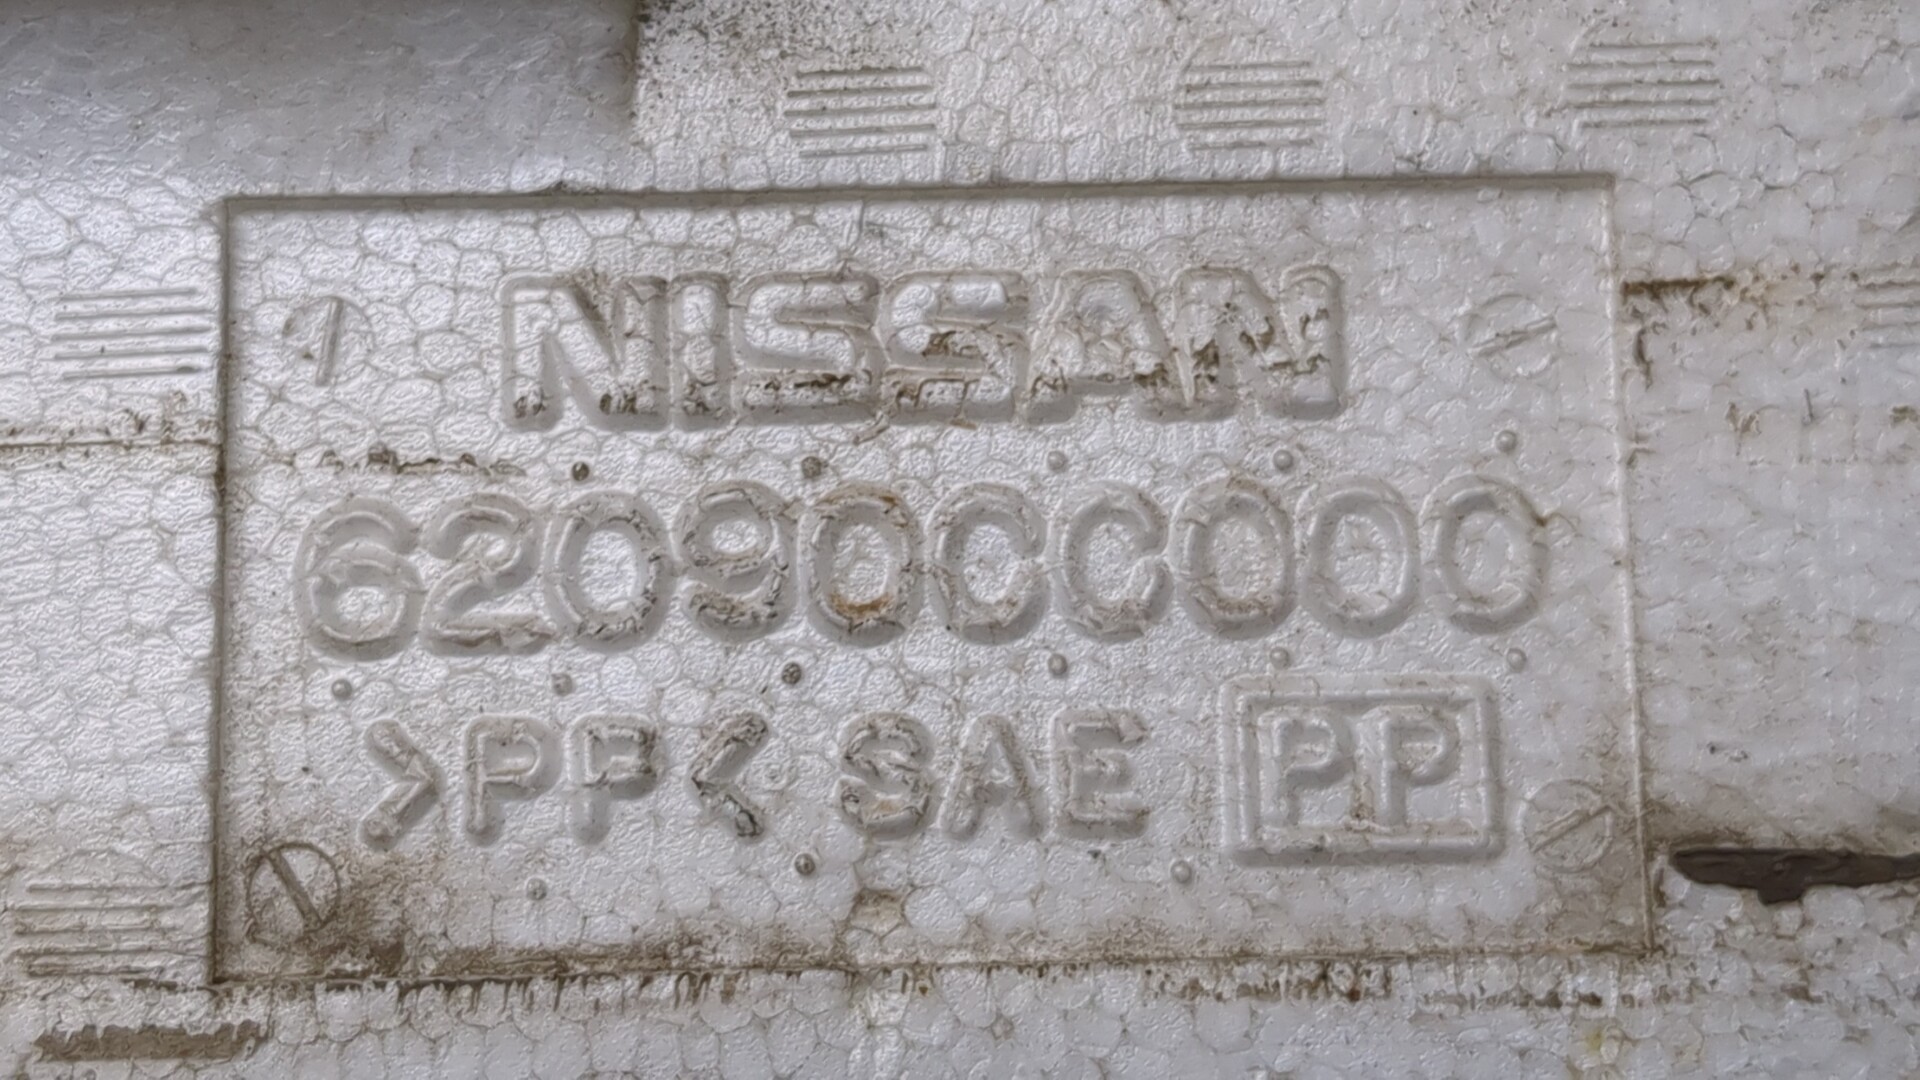 NISSAN
62090CC000
>PP< SAE PP